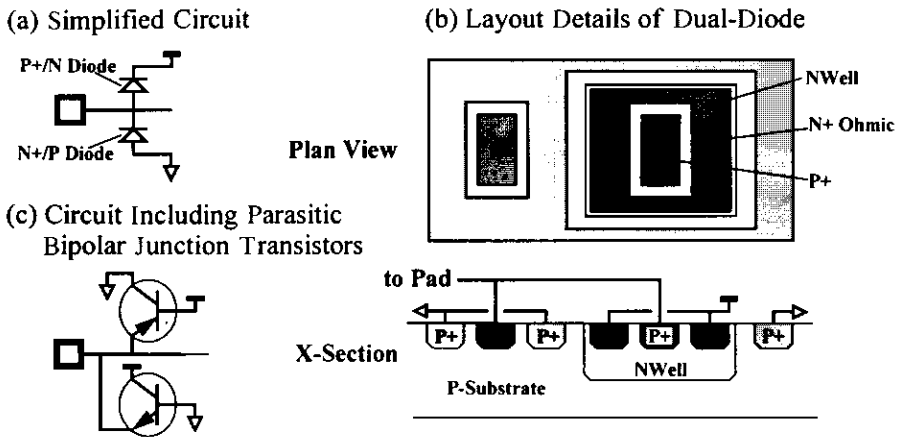 (a) Simplified Circuit
P+/N Diode
N+/P Diode
(b) Layout Details of Dual-Diode
NWell
N+ Ohmic
P+
Plan View
(c) Circuit Including Parasitic
Bipolar Junction Transistors
to Pad
P+
P+
P+
P+
X-Section
NWell
P-Substrate